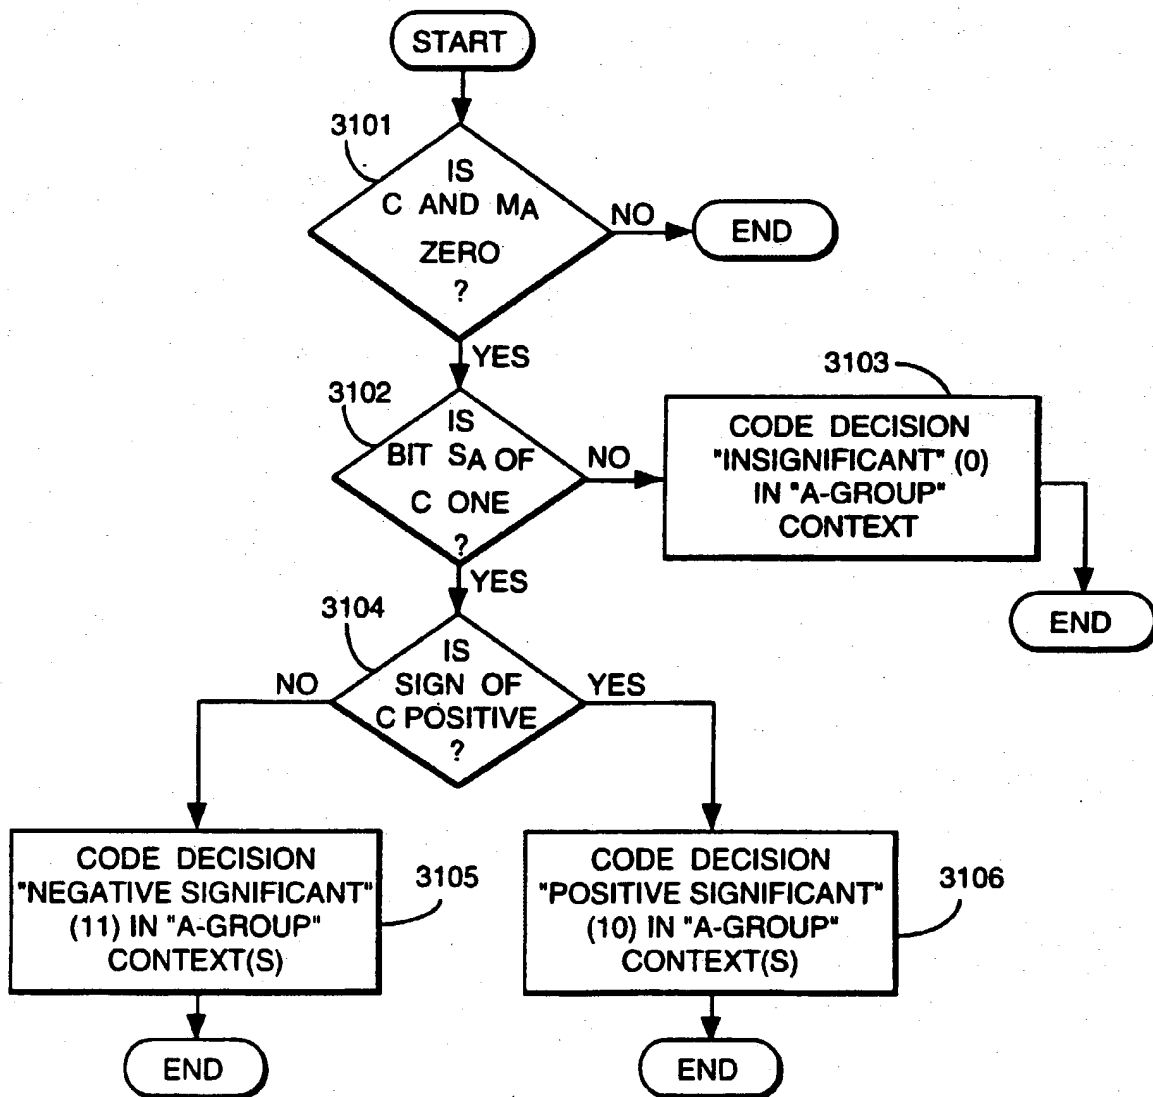 START
3101
IS
C AND MA
ZERO
?
NO
END
YES
3102
IS
BIT SA OF
C ONE
?
NO
3103
CODE DECISION
"INSIGNIFICANT" (0)
IN "A-GROUP"
CONTEXT
END
YES
3104
IS
SIGN OF
C POSITIVE
?
NO
YES
CODE DECISION
"NEGATIVE SIGNIFICANT"
(11) IN "A-GROUP"
CONTEXT(S)
3105
END
CODE DECISION
"POSITIVE SIGNIFICANT"
(10) IN "A-GROUP"
CONTEXT(S)
3106
END